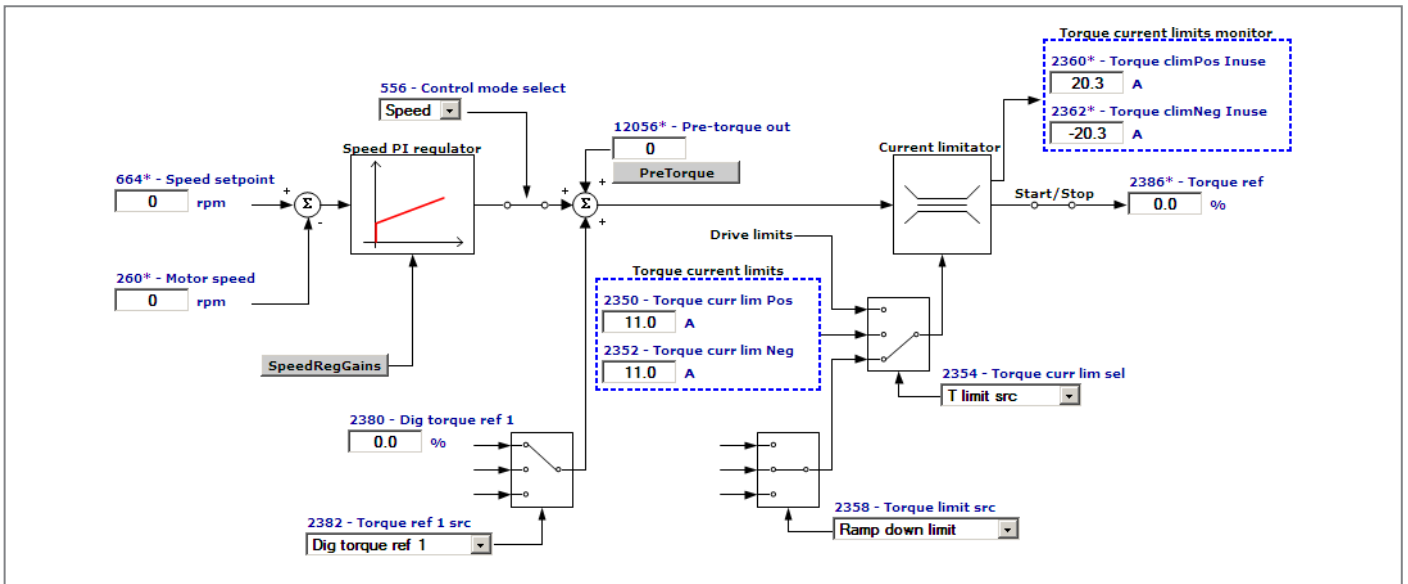 Torque current limits monitor
2360* - Torque climPos Inuse
20.3 A
2362* - Torque climNeg Inuse
-20.3 A
556 - Control mode select
Speed
12056* - Pre-torque out
0
PreTorque
Speed PI regulator
Current limitator
664* - Speed setpoint
0 rpm
+
-
Σ
+
+
+
Σ
Start/Stop
2386* - Torque ref
0.0 %
Drive limits
260* - Motor speed
0 rpm
Torque current limits
2350 - Torque curr lim Pos
11.0 A
2352 - Torque curr lim Neg
11.0 A
SpeedRegGains
2354 - Torque curr lim sel
T limit src
2380 - Dig torque ref 1
0.0 %
2382 - Torque ref 1 src
Dig torque ref 1
2358 - Torque limit src
Ramp down limit